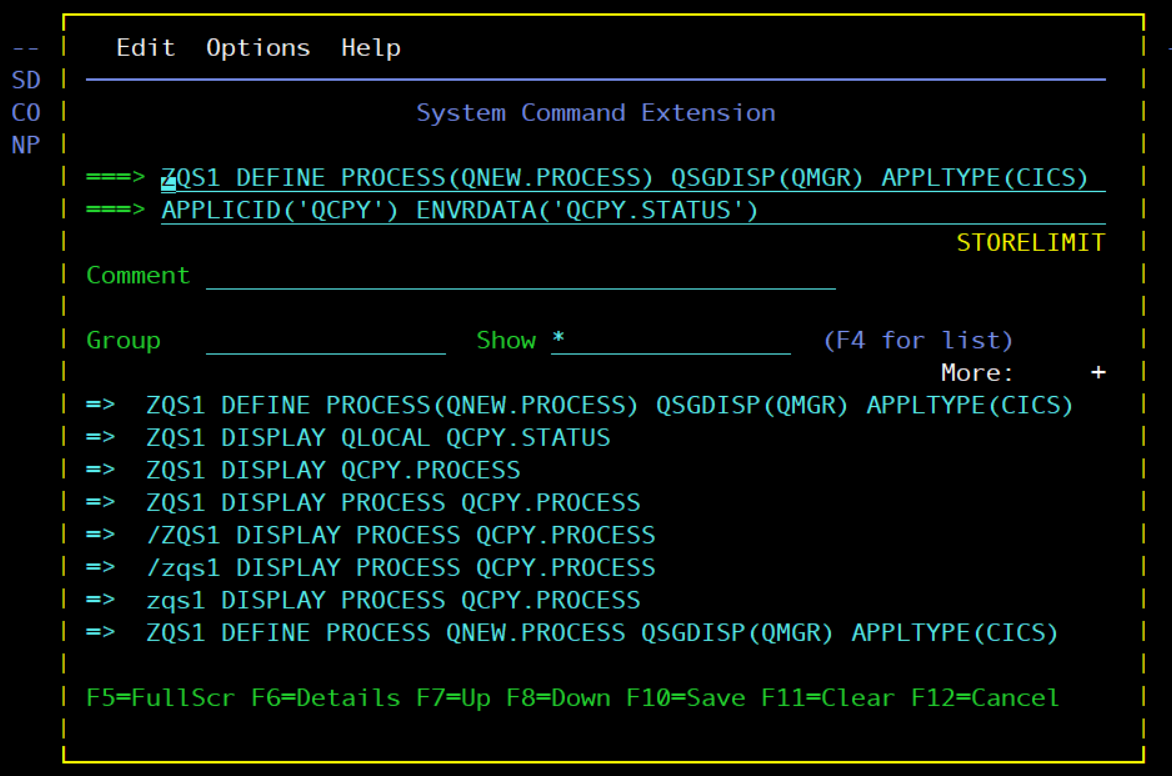 Edit Options Help
--
SD
System Command Extension
CO
NP
===> ZQS1 DEFINE PROCESS(QNEW.PROCESS) QSGDISP(QMGR) APPLTYPE(CICS)
===> APPLICID('QCPY') ENVRDATA('QCPY.STATUS')
STORELIMIT
Comment
Group Show * (F4 for list)
More: +
=> ZQS1 DEFINE PROCESS(QNEW.PROCESS) QSGDISP(QMGR) APPLTYPE(CICS)
=> ZQS1 DISPLAY QLOCAL QCPY.STATUS
=> ZQS1 DISPLAY QCPY.PROCESS
=> ZQS1 DISPLAY PROCESS QCPY.PROCESS
=> /ZQS1 DISPLAY PROCESS QCPY.PROCESS
=> /zqs1 DISPLAY PROCESS QCPY.PROCESS
=> zqs1 DISPLAY PROCESS QCPY.PROCESS
=> ZQS1 DEFINE PROCESS QNEW.PROCESS QSGDISP(QMGR) APPLTYPE(CICS)
F5=FullScr F6=Details F7=Up F8=Down F10=Save F11=Clear F12=Cancel